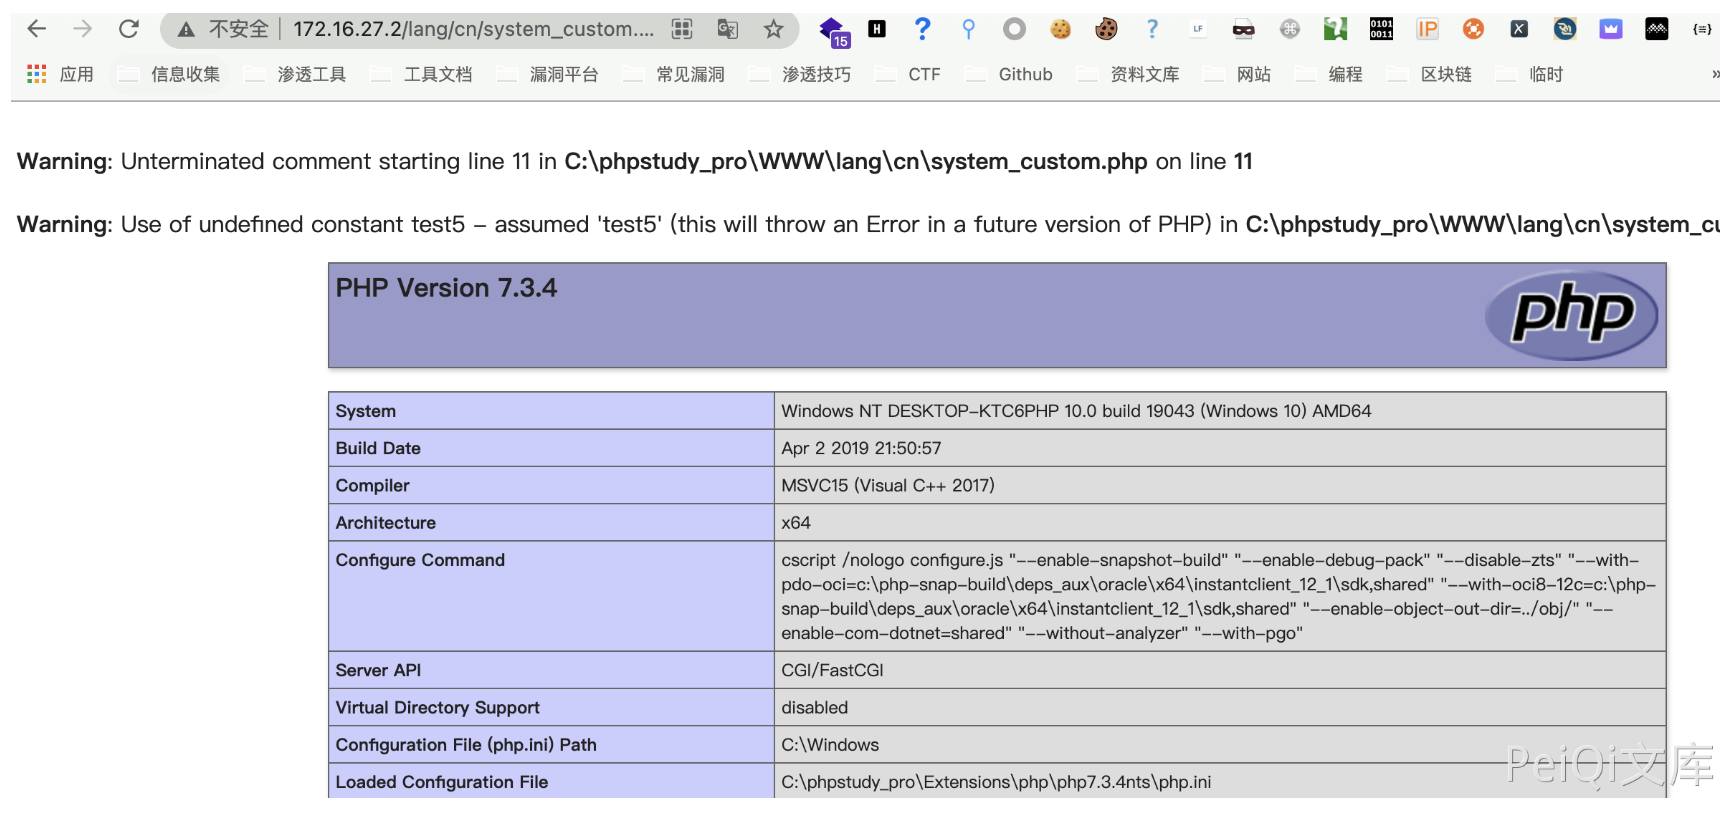 不安全 172.16.27.2/lang/cn/system_custom.... 15 H ? ? LF 0101 0011 IP X {=}
应用 信息收集 渗透工具 工具文档 漏洞平台 常见漏洞 渗透技巧 CTF Github 资料文库 网站 编程 区块链 临时 »
Warning: Unterminated comment starting line 11 in C:\phpstudy_pro\WWW\lang\cn\system_custom.php on line 11
Warning: Use of undefined constant test5 – assumed 'test5' (this will throw an Error in a future version of PHP) in C:\phpstudy_pro\WWW\lang\cn\system_cu
PHP Version 7.3.4 php
System Windows NT DESKTOP-KTC6PHP 10.0 build 19043 (Windows 10) AMD64
Build Date Apr 2 2019 21:50:57
Compiler MSVC15 (Visual C++ 2017)
Architecture x64
Configure Command cscript /nologo configure.js "--enable-snapshot-build" "--enable-debug-pack" "--disable-zts" "--with-
pdo-oci=c:\php-snap-build\deps_aux\oracle\x64\instantclient_12_1\sdk,shared" "--with-oci8-12c=c:\php-
snap-build\deps_aux\oracle\x64\instantclient_12_1\sdk,shared" "--enable-object-out-dir=../obj/" "--
enable-com-dotnet=shared" "--without-analyzer" "--with-pgo"
Server API CGI/FastCGI
Virtual Directory Support disabled
Configuration File (php.ini) Path C:\Windows
Loaded Configuration File C:\phpstudy_pro\Extensions\php\php7.3.4nts\php.ini
PeiQi文库